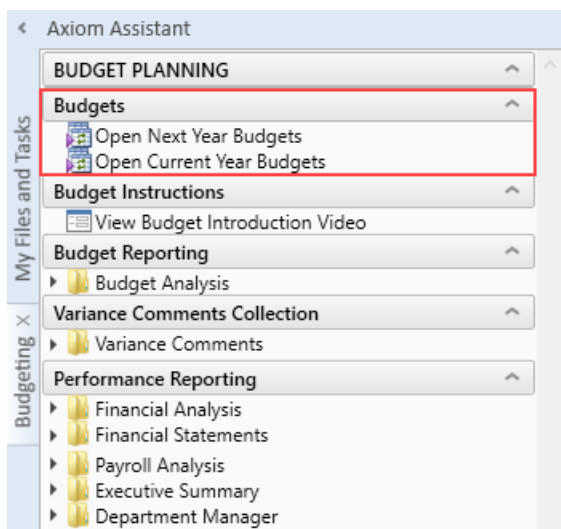 Axiom Assistant
My Files and Tasks
Budgeting
BUDGET PLANNING
Budgets
Open Next Year Budgets
Open Current Year Budgets
Budget Instructions
View Budget Introduction Video
Budget Reporting
Budget Analysis
Variance Comments Collection
Variance Comments
Performance Reporting
Financial Analysis
Financial Statements
Payroll Analysis
Executive Summary
Department Manager